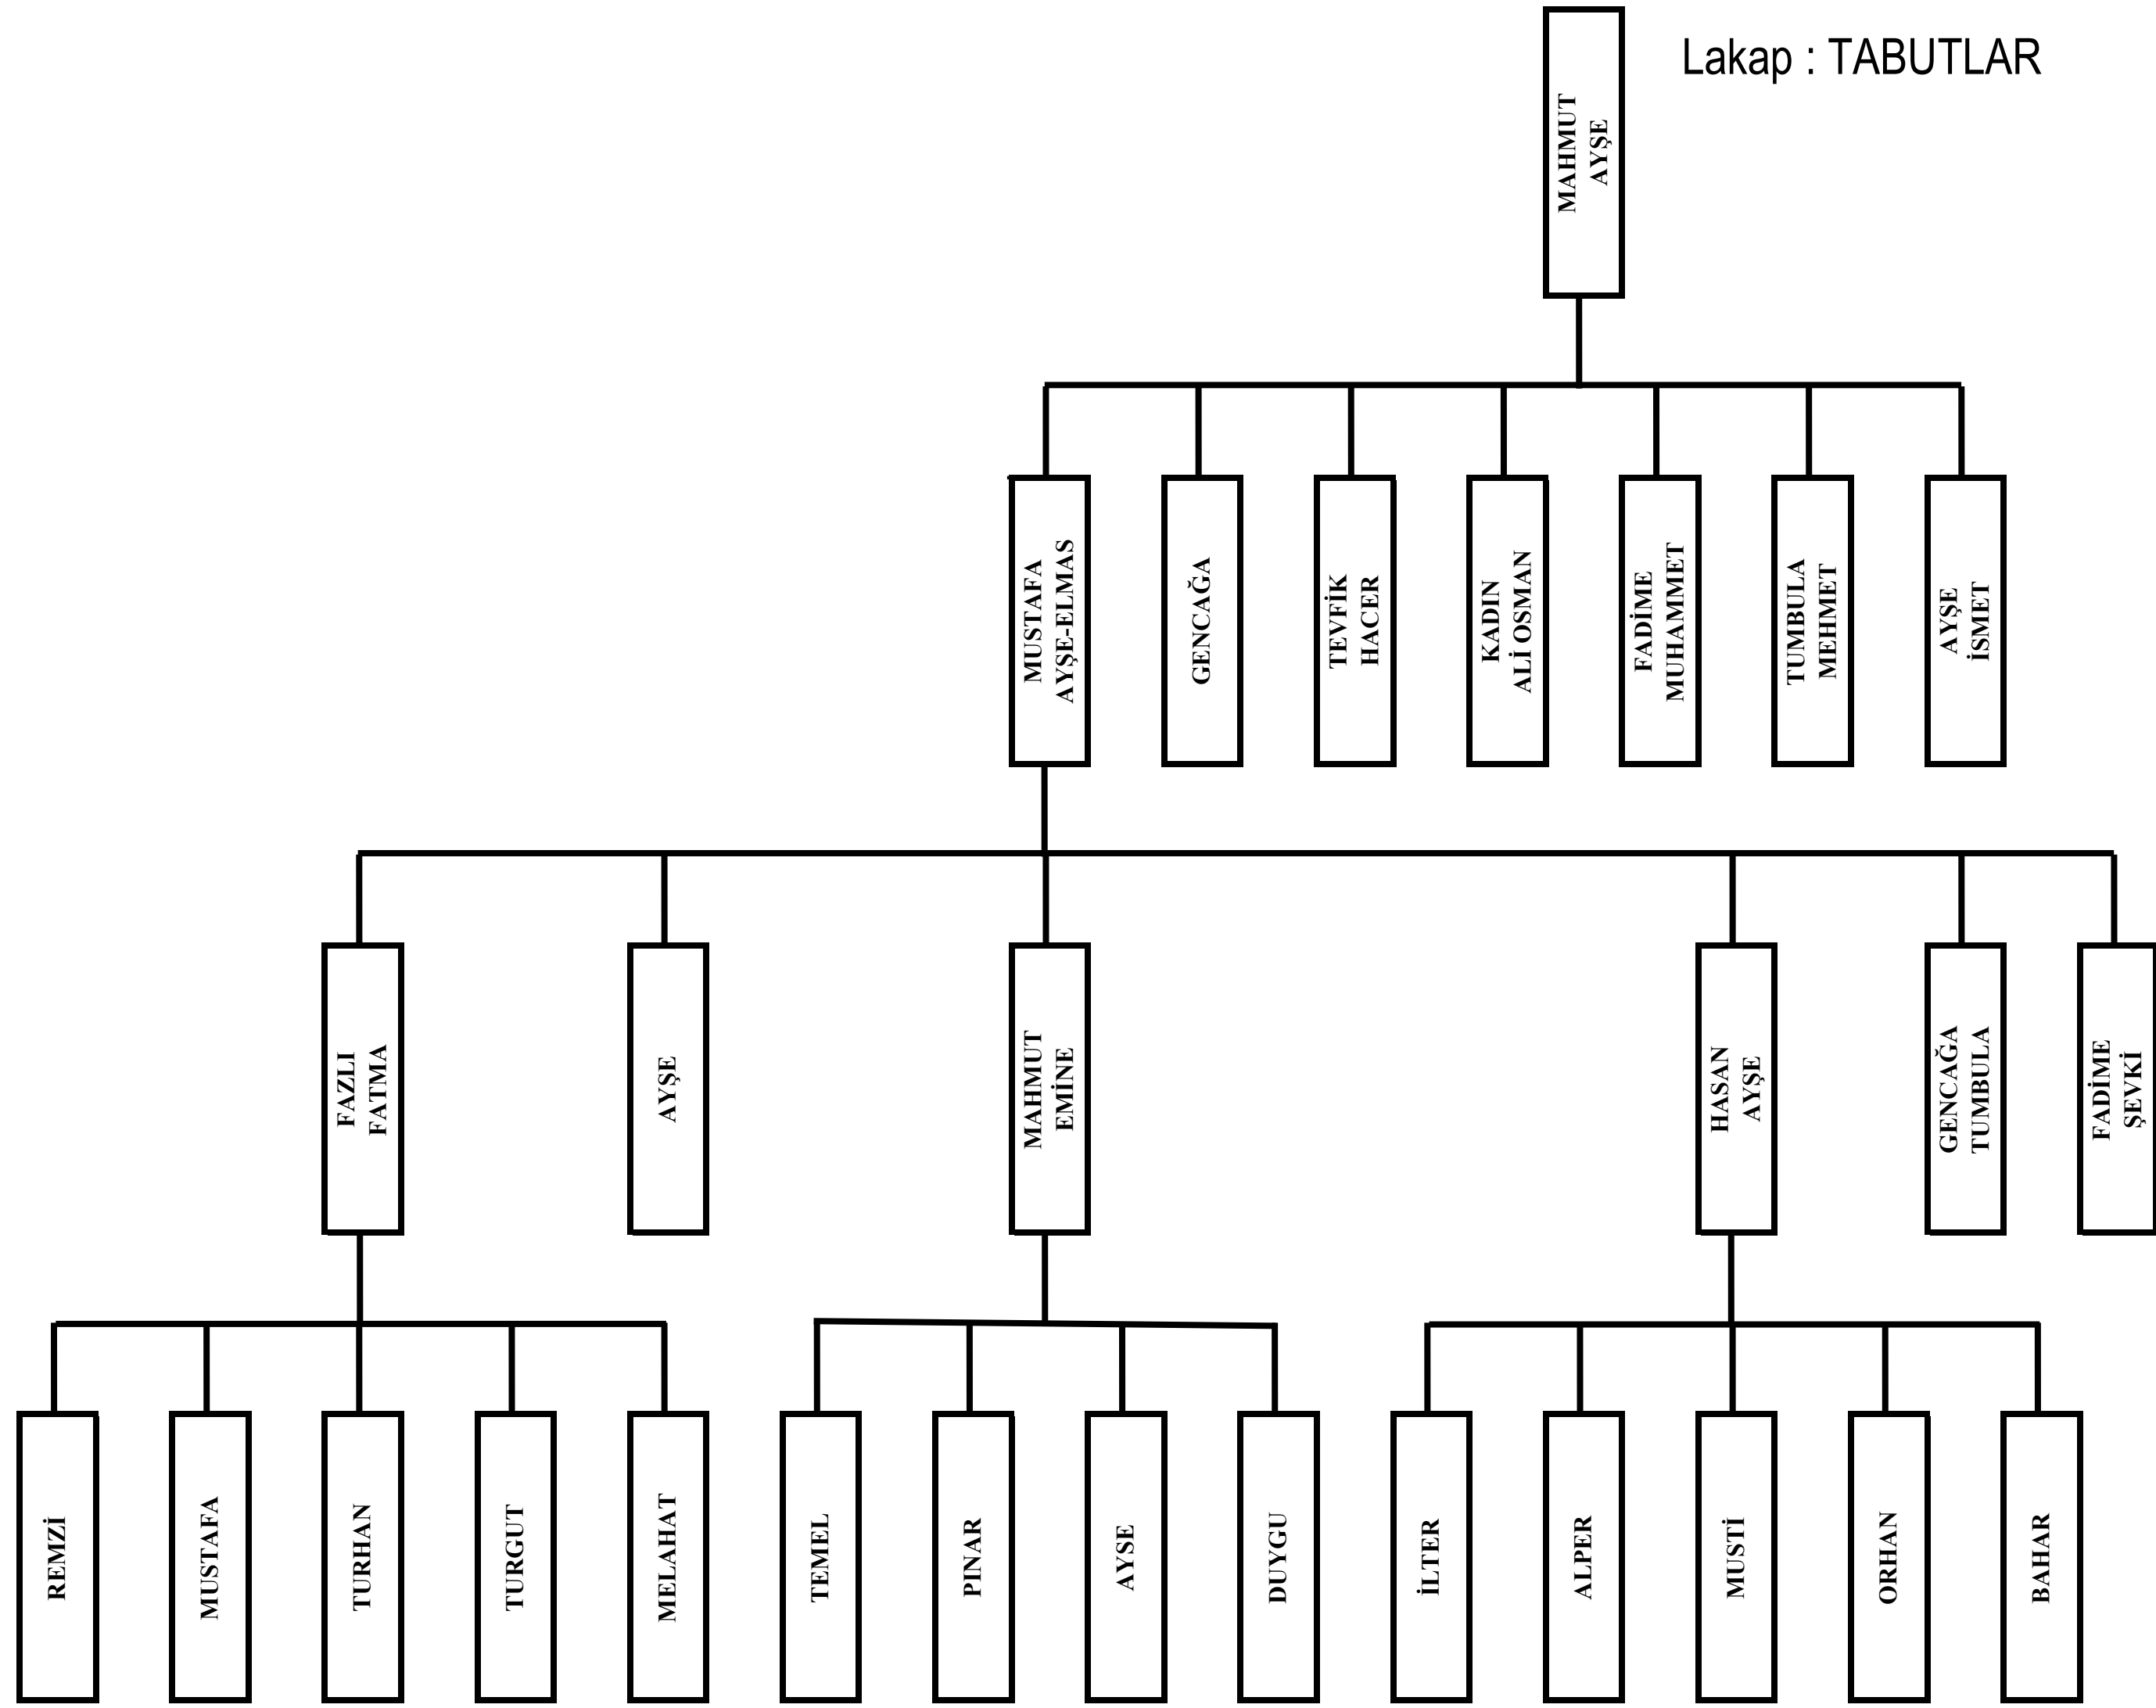 Lakap : TABUTLAR
MAHMUT
AYŞE
MUSTAFA
AYŞE-ELMAS
GENCAĞA
TEVFİK
HACER
KADIN
ALİ OSMAN
FADİME
MUHAMMET
TUMBULA
MEHMET
AYŞE
İSMET
FAZLI
FATMA
AYŞE
MAHMUT
EMİNE
HASAN
AYŞE
GENCAĞA
TUMBULA
FADİME
ŞEVKİ
REMZİ
MUSTAFA
TURHAN
TURGUT
MELAHAT
TEMEL
PINAR
AYSE
DUYGU
İLTER
ALPER
MUSTİ
ORHAN
BAHAR